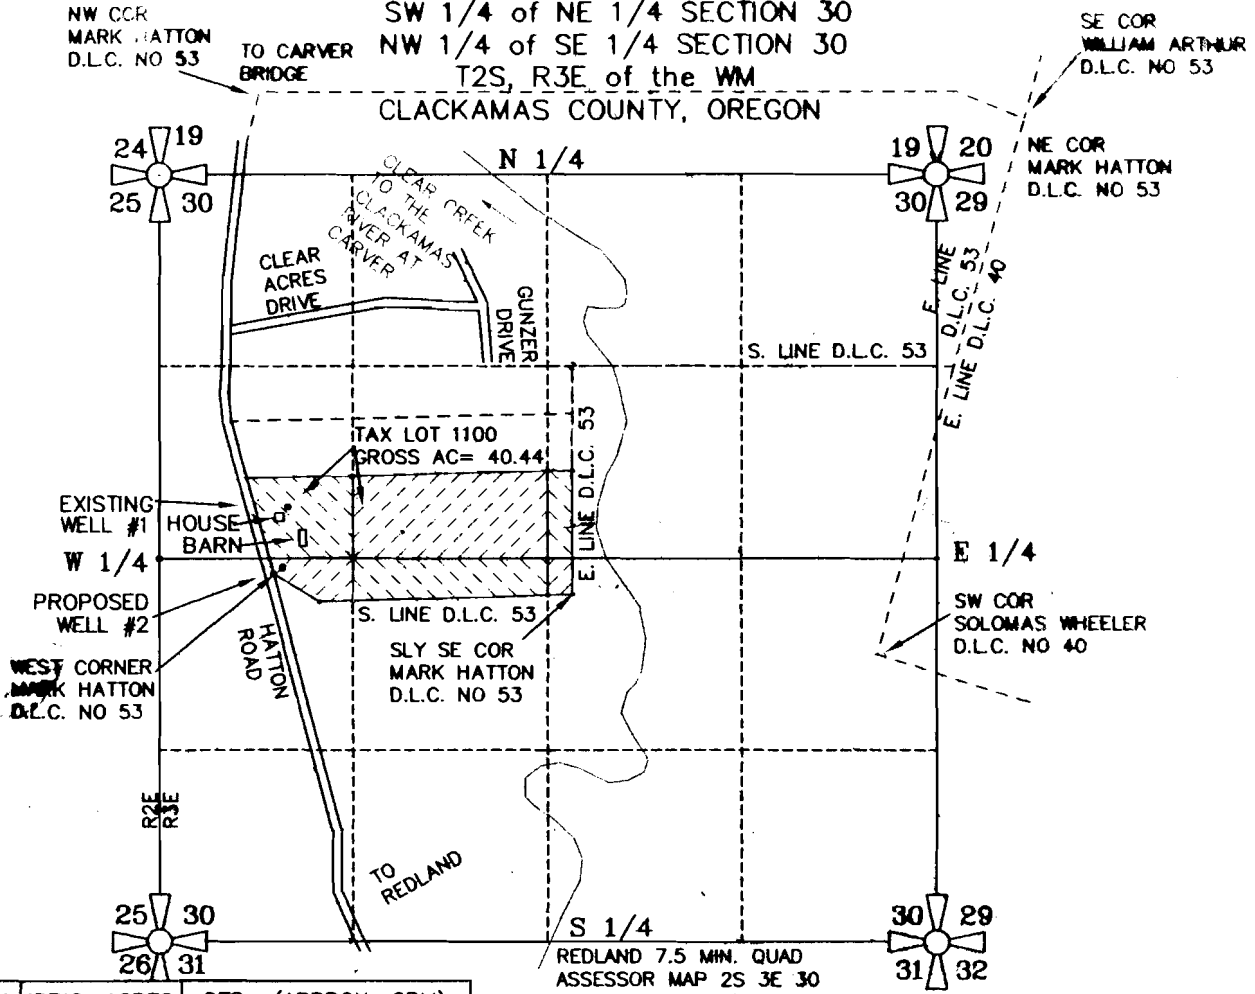 SW 1/4 of NE 1/4 SECTION 30
NW 1/4 of SE 1/4 SECTION 30
T2S, R3E of the WM
CLACKAMAS COUNTY, OREGON
NW COR
MARK HATTON
D.L.C. NO 53
TO CARVER
BRIDGE
SE COR
WILLIAM ARTHUR
D.L.C. NO 53
NE COR
MARK HATTON
D.L.C. NO 53
24 19
25 30
N 1/4
19 20
30 29
CLEAR CREEK
TO THE
CLACKAMAS
RIVER AT
CARVER
CLEAR
ACRES
DRIVE
GUNZER
DRIVE
E. LINE
D.L.C. 53
E. LINE D.L.C. 40
S. LINE D.L.C. 53
TAX LOT 1100
GROSS AC= 40.44
E. LINE D.L.C. 53
EXISTING
WELL #1
HOUSE
BARN
W 1/4
E 1/4
PROPOSED
WELL #2
S. LINE D.L.C. 53
HATTON
ROAD
WEST CORNER
MARK HATTON
D.L.C. NO 53
SLY SE COR
MARK HATTON
D.L.C. NO 53
SW COR
SOLOMAS WHEELER
D.L.C. NO 40
R2E
R3E
TO
REDLAND
25 30
26 31
S 1/4
30 29
31 32
REDLAND 7.5 MIN. QUAD
ASSESSOR MAP 2S 3E 30